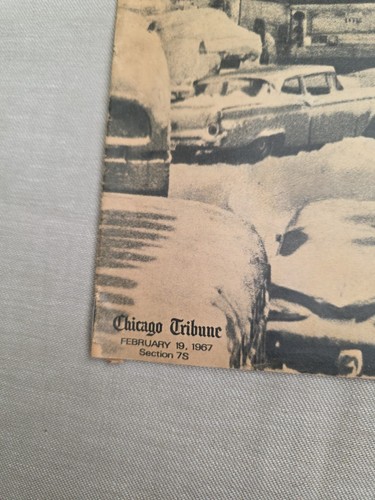 Chicago Tribune
FEBRUARY 19, 1967
Section 7S